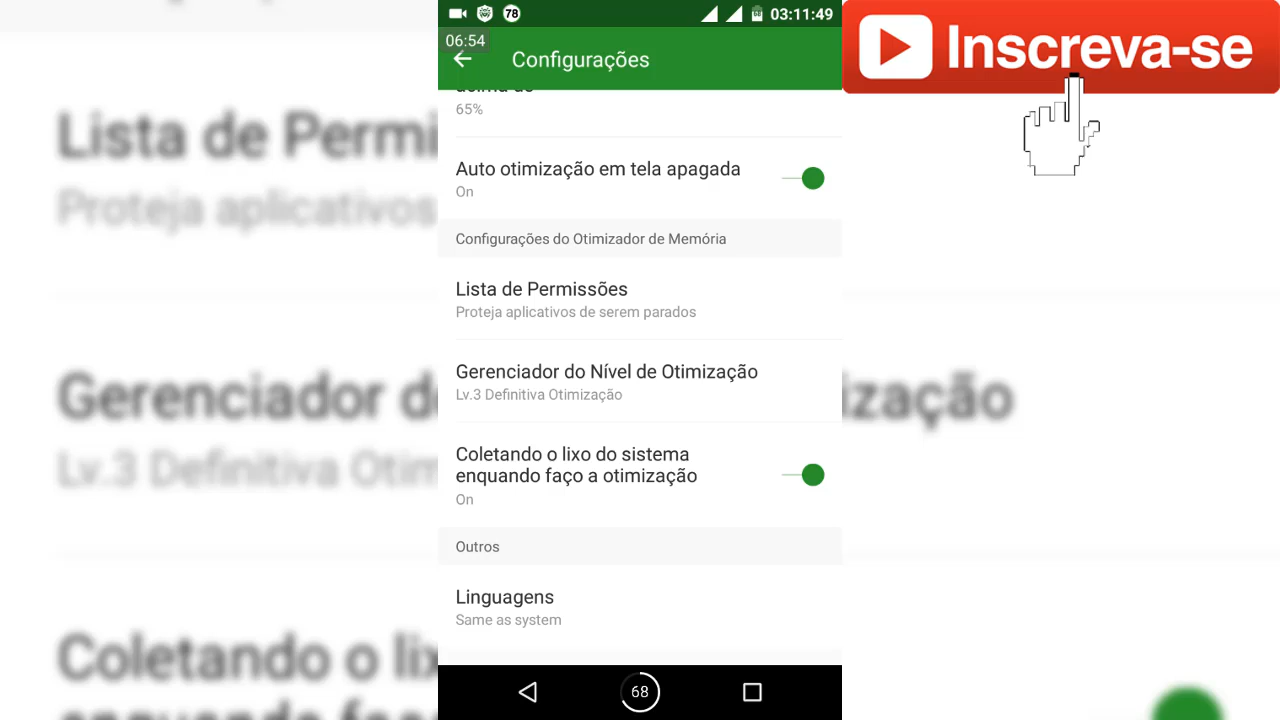 78
03:11:49
06:54
Configurações
acima de
65%
Auto otimização em tela apagada
On
Configurações do Otimizador de Memória
Lista de Permissões
Proteja aplicativos de serem parados
Gerenciador do Nível de Otimização
Lv.3 Definitiva Otimização
Coletando o lixo do sistema
enquando faço a otimização
On
Outros
Linguagens
Same as system
68
Inscreva-se
Lista de Permi
Proteja aplicativos
Gerenciador d
ização
Lv.3 Definitiva Otim
Coletando o li